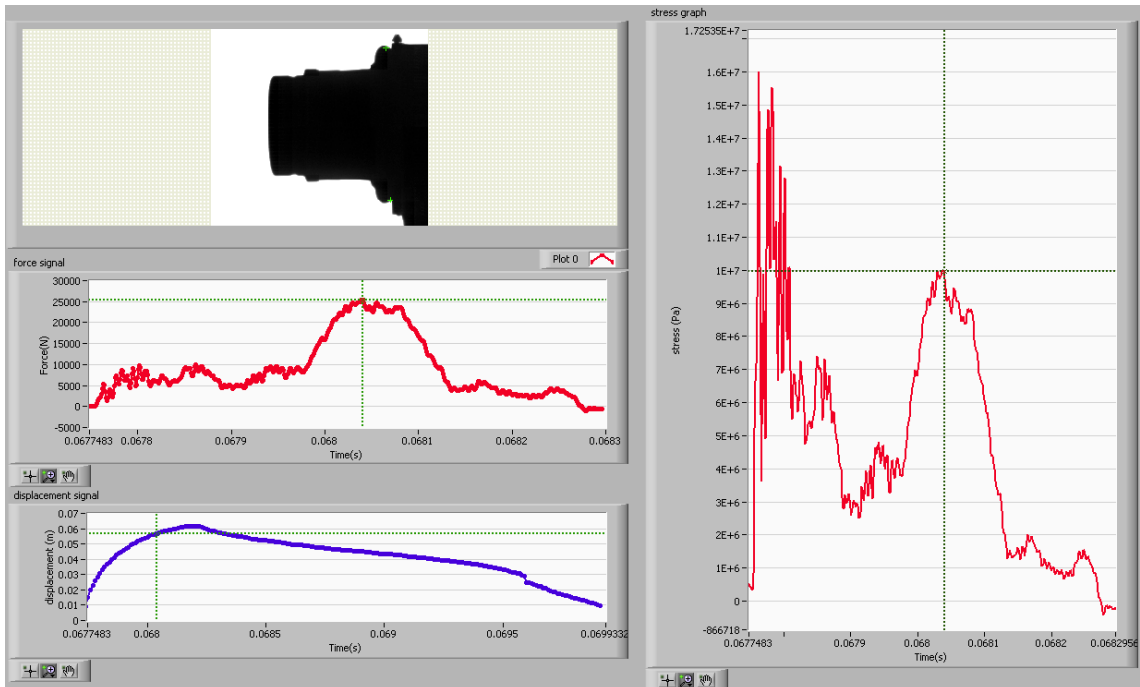 force signal
Plot 0
30000
25000
20000
15000
10000
5000
0
-5000
Force(N)
0.0677483 0.0678 0.0679 0.068 0.0681 0.0682 0.0683
Time(s)
displacement signal
0.07
0.06
0.05
0.04
0.03
0.02
0.01
0
displacement (m)
0.0677483 0.068 0.0685 0.069 0.0695 0.0699332
Time(s)
stress graph
1.72535E+7
1.6E+7
1.5E+7
1.4E+7
1.3E+7
1.2E+7
1.1E+7
1E+7
9E+6
8E+6
7E+6
6E+6
5E+6
4E+6
3E+6
2E+6
1E+6
0
-866718
stress (Pa)
0.0677483 0.0679 0.068 0.0681 0.0682 0.0682956
Time(s)